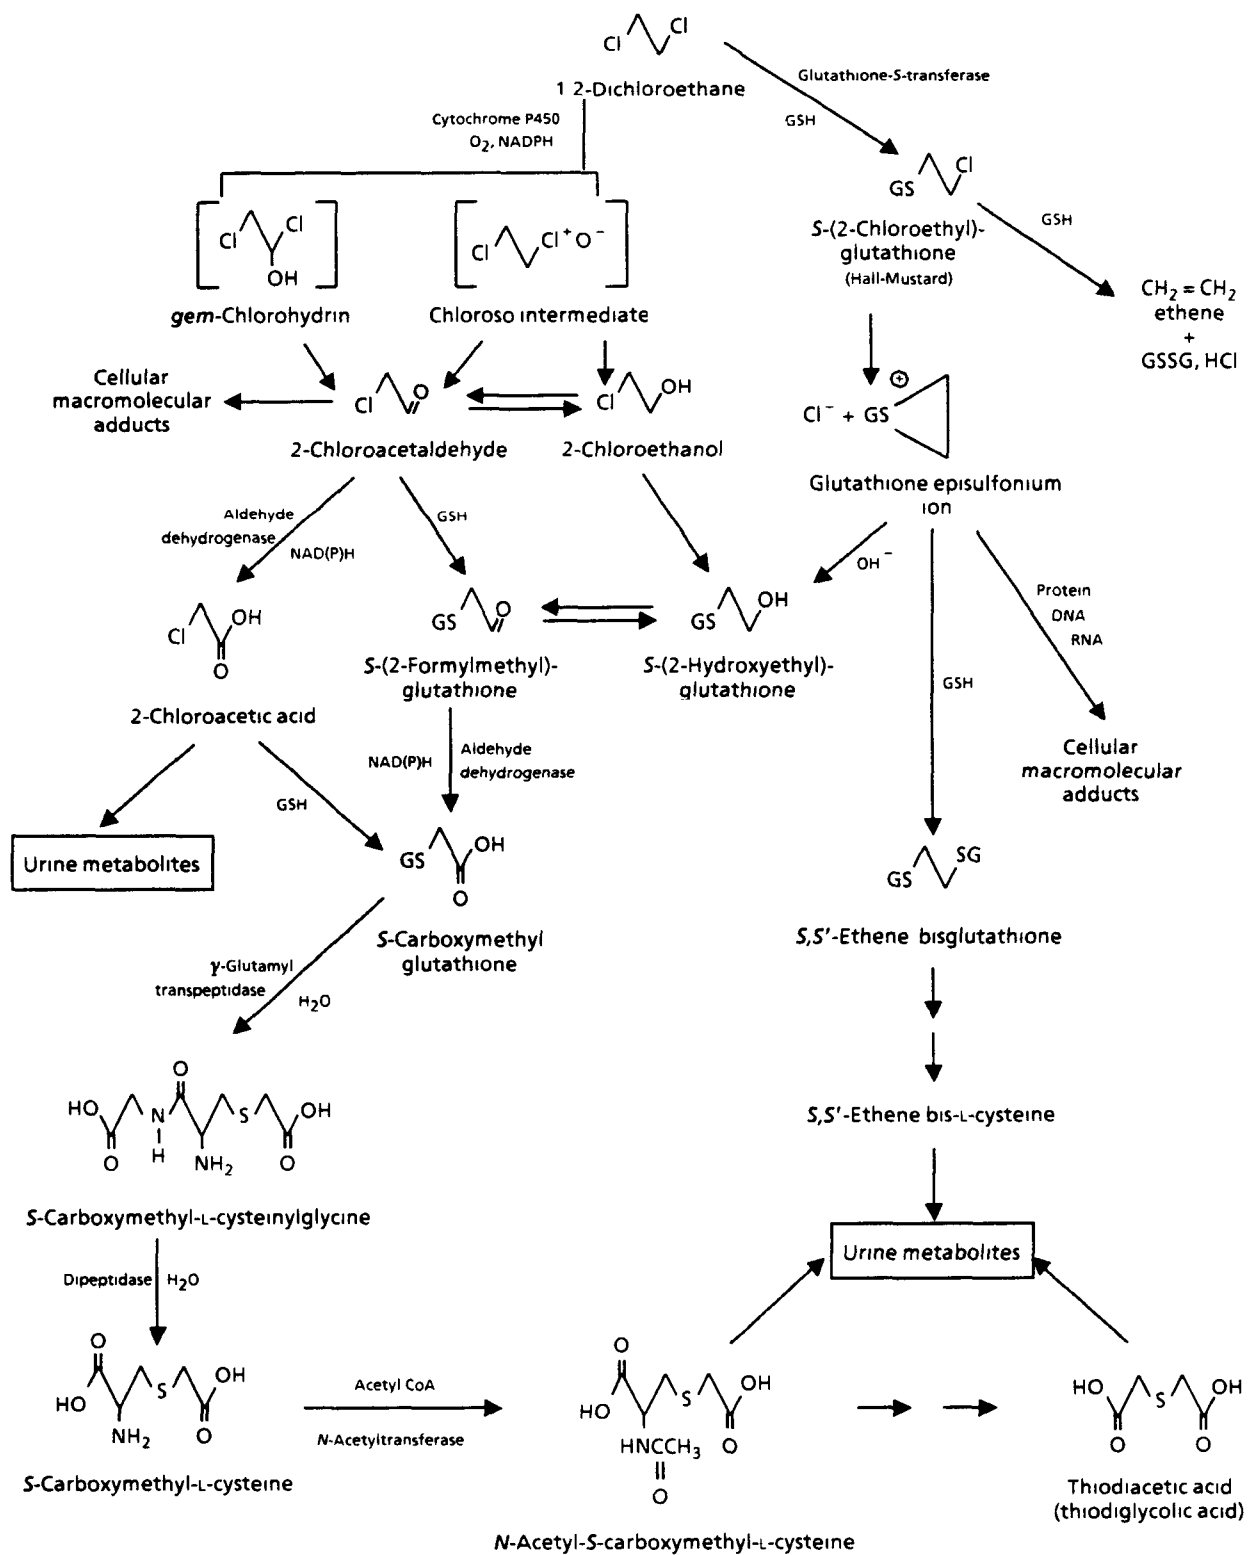 Cl
Cl
1 2-Dichloroethane
Glutathione-S-transferase
GSH
Cytochrome P450
O2, NADPH
GS
Cl
S-(2-Chloroethyl)-
glutathione
(Hall-Mustard)
GSH
CH2 = CH2
ethene
+
GSSG, HCl
Cl
Cl
OH
gem-Chlorohydrin
Cl
Cl+O−
Chloroso intermediate
Cellular
macromolecular
adducts
Cl
O
2-Chloroacetaldehyde
Cl
OH
2-Chloroethanol
Cl− + GS
+
Glutathione episulfonium
ion
Aldehyde
dehydrogenase
NAD(P)H
GSH
OH−
Protein
DNA
RNA
Cl
OH
O
2-Chloroacetic acid
GS
O
S-(2-Formylmethyl)-
glutathione
GS
OH
S-(2-Hydroxyethyl)-
glutathione
GSH
Cellular
macromolecular
adducts
NAD(P)H
Aldehyde
dehydrogenase
GSH
Urine metabolites
GS
OH
O
S-Carboxymethyl
glutathione
GS
SG
S,S'-Ethene bisglutathione
γ-Glutamyl
transpeptidase
H2O
HO
O
N
H
O
NH2
S
OH
O
S-Carboxymethyl-L-cysteinylglycine
S,S'-Ethene bis-L-cysteine
Urine metabolites
Dipeptidase
H2O
O
HO
NH2
S
OH
O
S-Carboxymethyl-L-cysteine
Acetyl CoA
N-Acetyltransferase
O
HO
S
OH
O
HNCCH3
O
N-Acetyl-S-carboxymethyl-L-cysteine
HO
O
S
OH
O
Thiodiacetic acid
(thiodiglycolic acid)